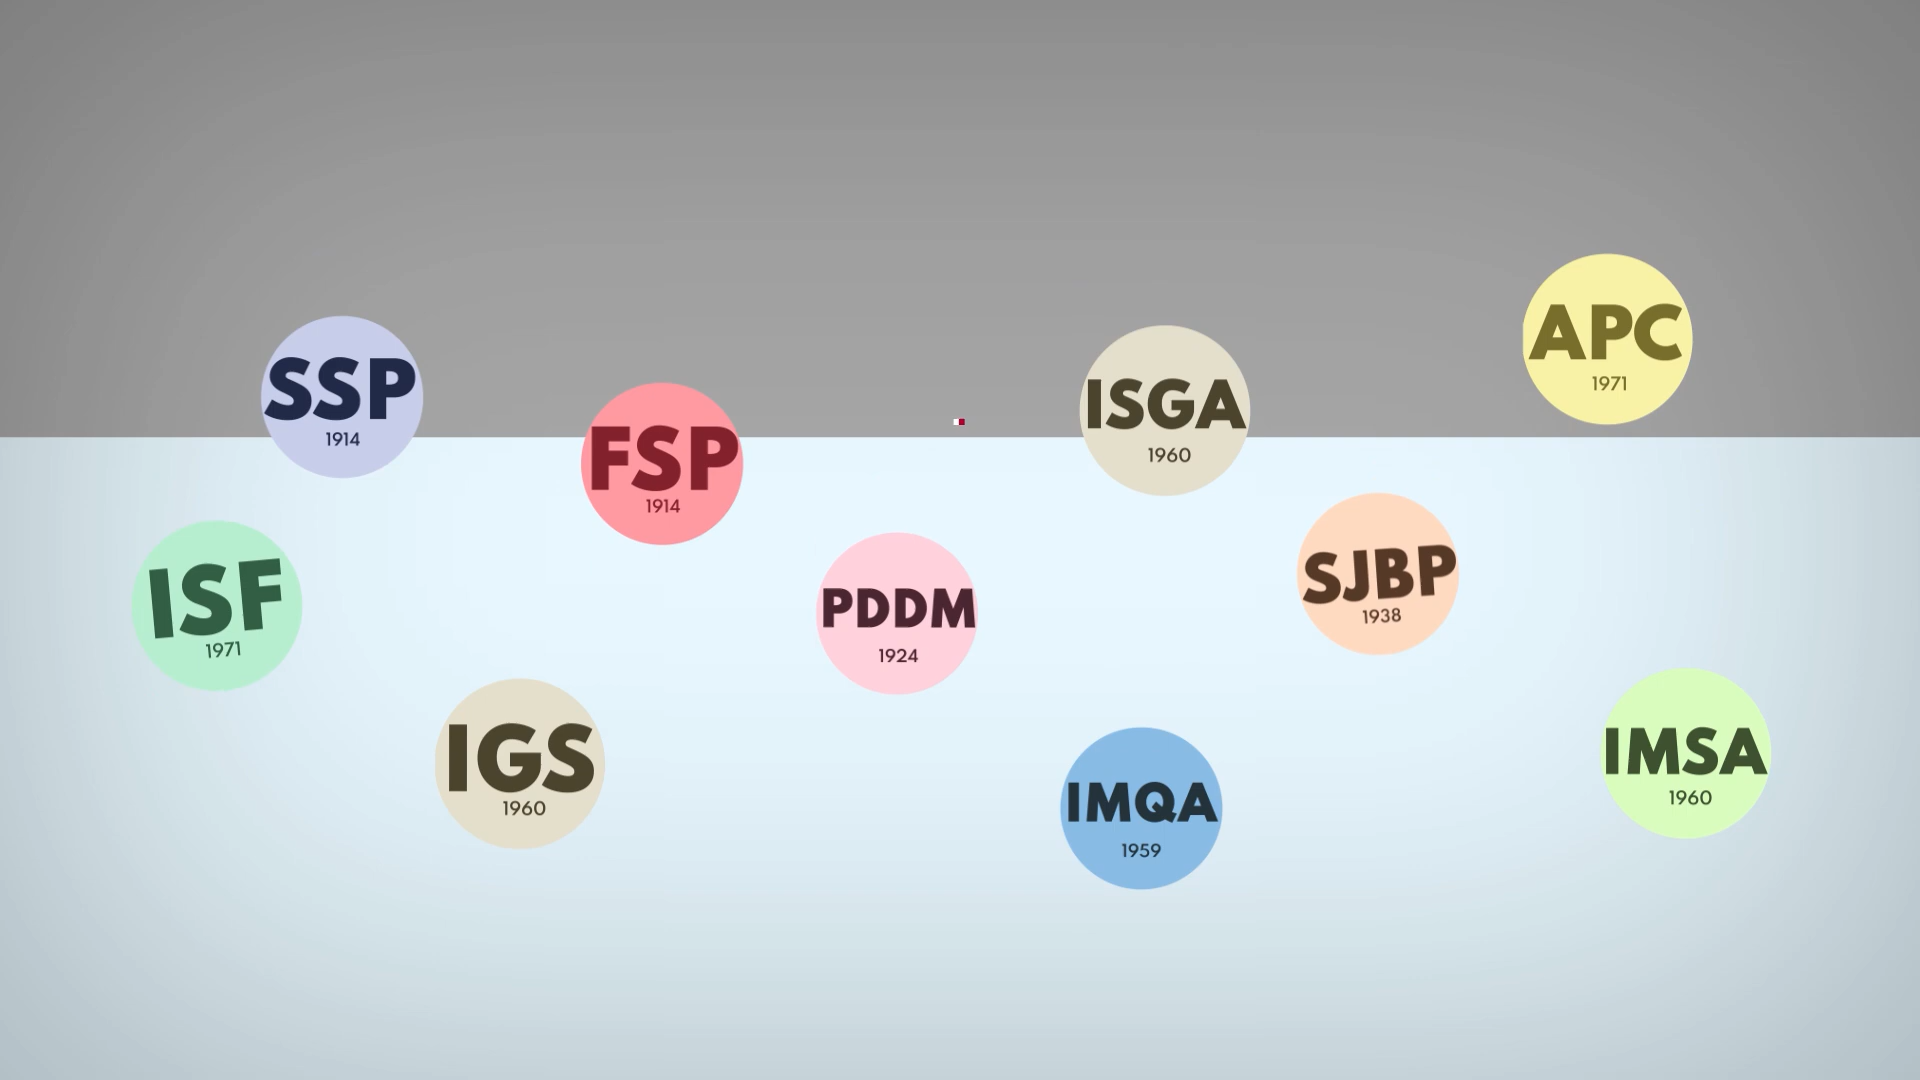 SSP
1914
FSP
1914
ISGA
1960
APC
1971
ISF
1971
PDDM
1924
SJBP
1938
IGS
1960
IMQA
1959
IMSA
1960